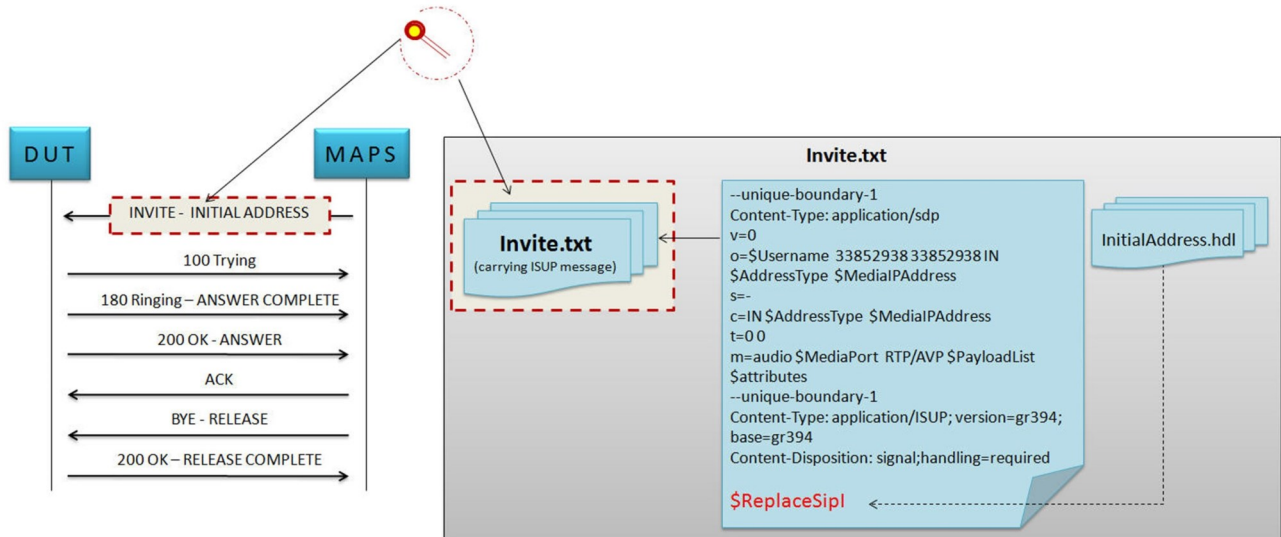 DUT
MAPS
INVITE - INITIAL ADDRESS
100 Trying
180 Ringing – ANSWER COMPLETE
200 OK - ANSWER
ACK
BYE - RELEASE
200 OK – RELEASE COMPLETE
Invite.txt
Invite.txt
(carrying ISUP message)
--unique-boundary-1
Content-Type: application/sdp
v=0
o=$Username 33852938 33852938 IN
$AddressType $MediaIPAddress
s=-
c=IN $AddressType $MediaIPAddress
t=0 0
m=audio $MediaPort RTP/AVP $PayloadList
$attributes
--unique-boundary-1
Content-Type: application/ISUP; version=gr394;
base=gr394
Content-Disposition: signal;handling=required
$ReplaceSipI
InitialAddress.hdl